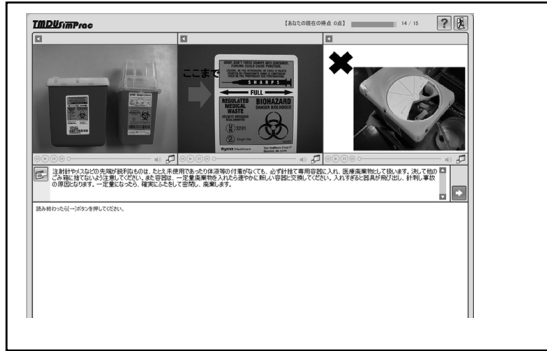 TMDUSimPrac
【あなたの現在の得点 0点】
14 / 15
?
ここまで
FULL
REGULATED
MEDICAL
WASTE
BIOHAZARD
注射針やメスなどの先端が鋭利なものは、たとえ未使用であったり体液等の付着がなくても、必ず針捨て専用容器に入れ、医療廃棄物として扱います。決して他の
ごみ箱に捨てないよう注意してください。また容器は、一定量廃棄物を入れたら速やかに新しい容器と交換してください。入れすぎると器具が飛び出し、針刺し事故
の原因になります。一定量になったら、確実にふたをして密閉し、廃棄します。
読み終わったら[→]ボタンを押してください。